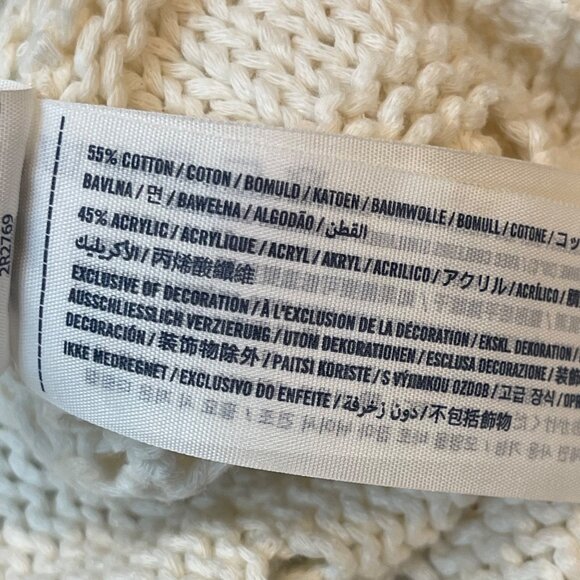 2R2769
55% COTTON / COTON / BOMULD / KATOEN / BAUMWOLLE / BOMULL / COTONE / コッ
BAVLNA / 면 / BAWEŁNA / ALGODÃO / القطن
45% ACRYLIC / ACRYLIQUE / ACRYL / AKRYL / ACRILICO / アクリル / ACRÍLICO /
الأكريليك / 丙烯酸纖維
EXCLUSIVE OF DECORATION / À L'EXCLUSION DE LA DÉCORATION / EKSKL. DEKORATION /
AUSSCHLIESSLICH VERZIERUNG / UTOM DEKORATIONEN / ESCLUSA DECORAZIONE / 装飾
DECORACIÓN / 装饰物除外 / PAITSI KORISTE / S VÝJIMKOU OZDOB / 고급 장식 /
IKKE MEDREGNET / EXCLUSIVO DO ENFEITE / دون زخرفة / 不包括飾物